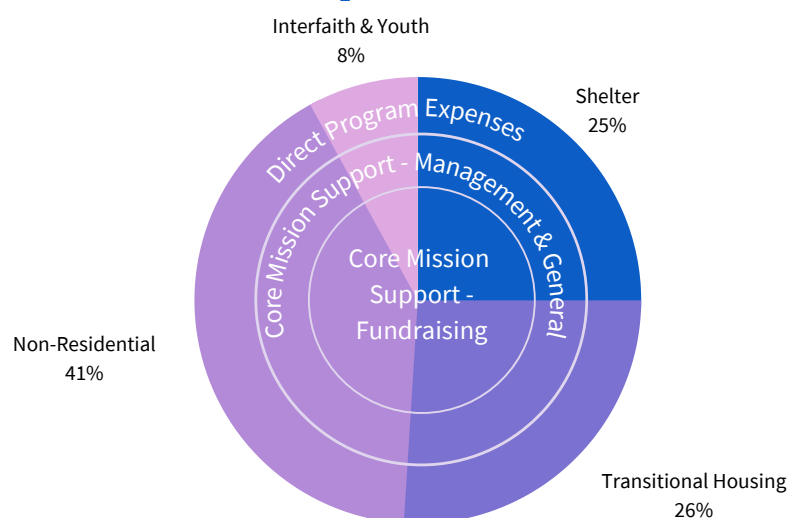 Interfaith & Youth
8%
Shelter
25%
Direct Program Expenses
Core Mission Support - Management & General
Core Mission
Support -
Fundraising
Non-Residential
41%
Transitional Housing
26%